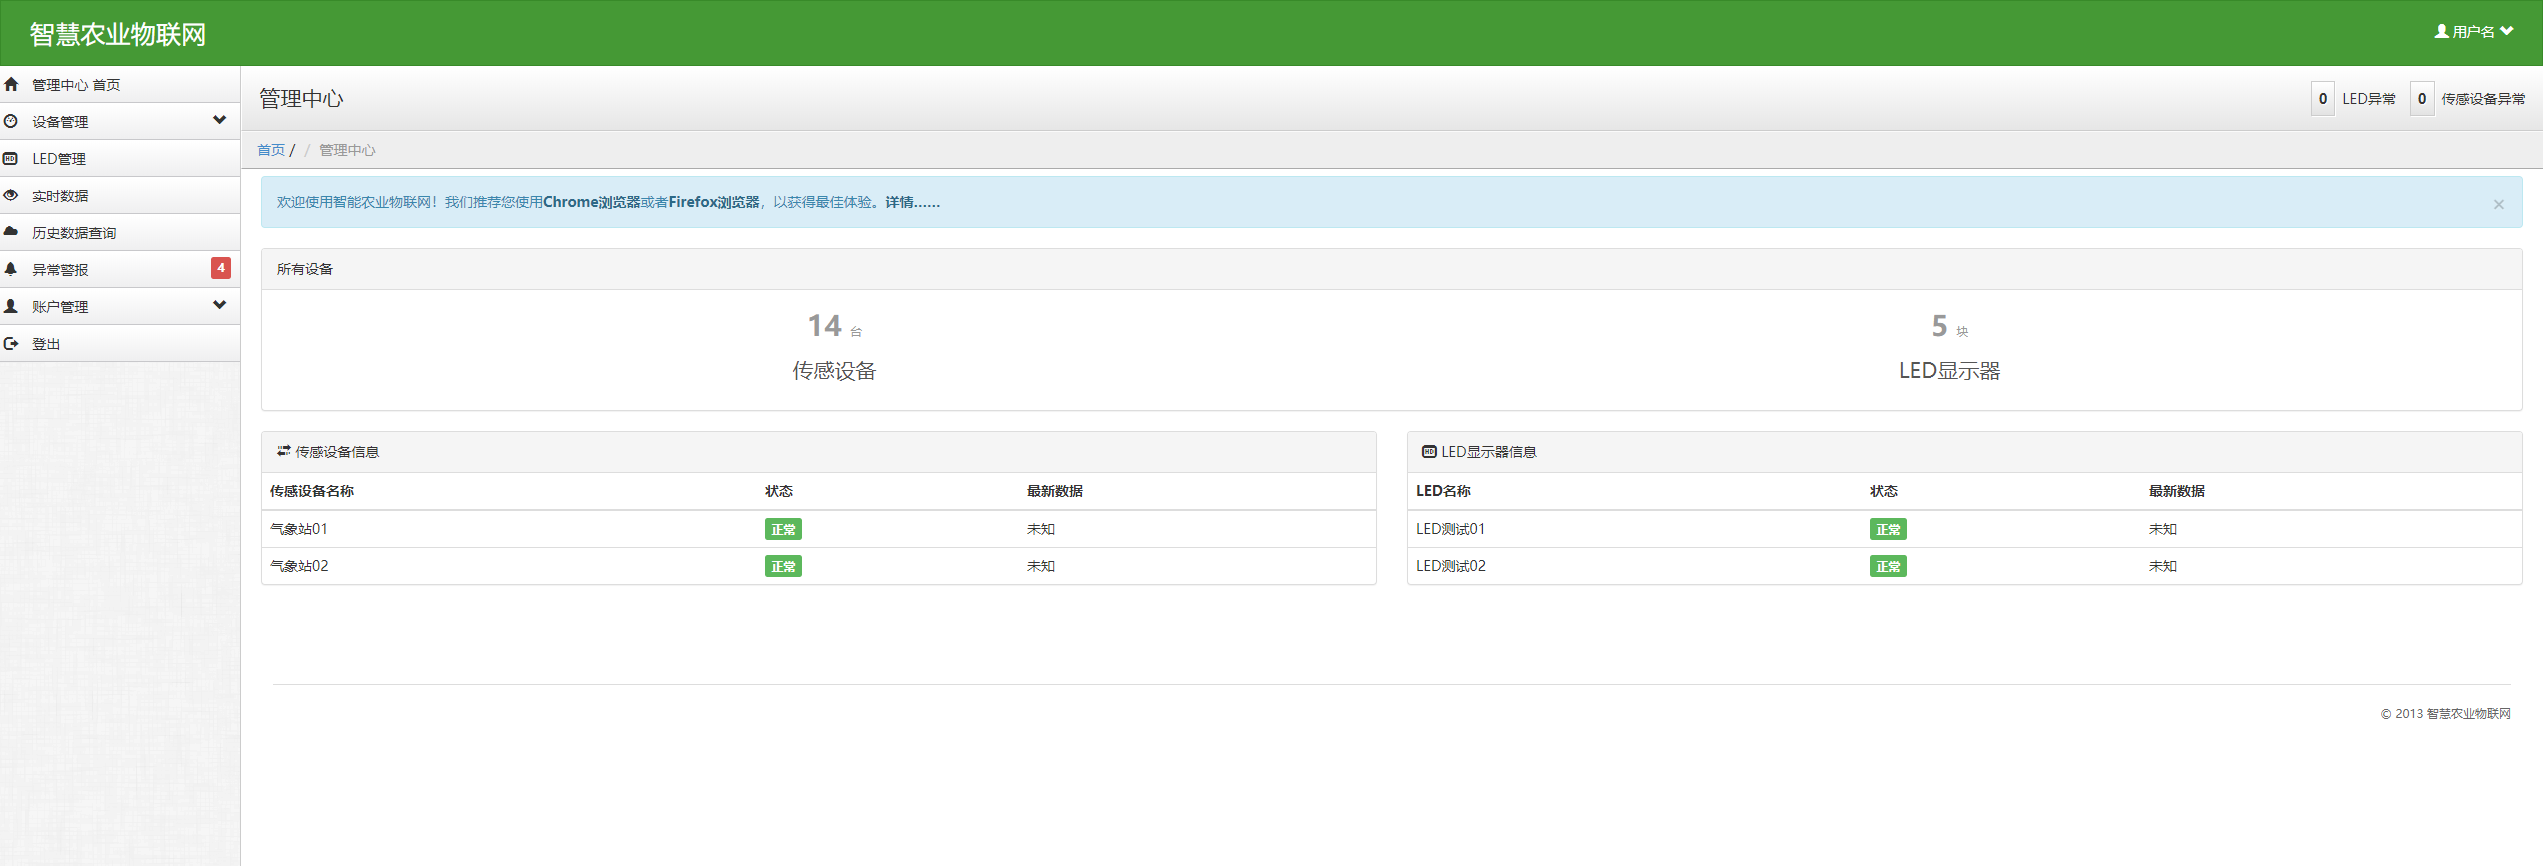 智慧农业物联网
用户名
管理中心 首页
设备管理
LED管理
实时数据
历史数据查询
异常警报 4
账户管理
登出
管理中心
0 LED异常 0 传感设备异常
首页 / / 管理中心
欢迎使用智能农业物联网！我们推荐您使用Chrome浏览器或者Firefox浏览器，以获得最佳体验。详情…… ×
所有设备
14 台
传感设备
5 块
LED显示器
传感设备信息
传感设备名称 状态 最新数据
气象站01 正常 未知
气象站02 正常 未知
HD LED显示器信息
LED名称 状态 最新数据
LED测试01 正常 未知
LED测试02 正常 未知
© 2013 智慧农业物联网